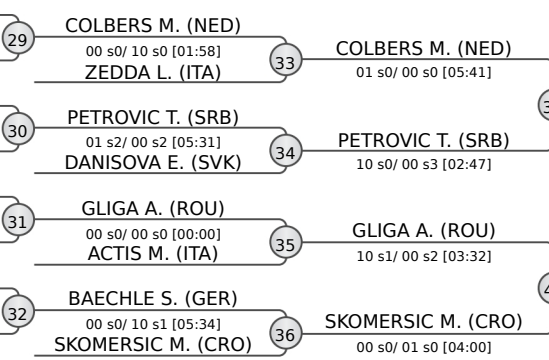 COLBERS M. (NED)
29
00 s0/ 10 s0 [01:58]
ZEDDA L. (ITA)
33
COLBERS M. (NED)
01 s0/ 00 s0 [05:41]
PETROVIC T. (SRB)
30
01 s2/ 00 s2 [05:31]
DANISOVA E. (SVK)
34
PETROVIC T. (SRB)
10 s0/ 00 s3 [02:47]
GLIGA A. (ROU)
31
00 s0/ 00 s0 [00:00]
ACTIS M. (ITA)
35
GLIGA A. (ROU)
10 s1/ 00 s2 [03:32]
BAECHLE S. (GER)
32
00 s0/ 10 s1 [05:34]
SKOMERSIC M. (CRO)
36
SKOMERSIC M. (CRO)
00 s0/ 01 s0 [04:00]